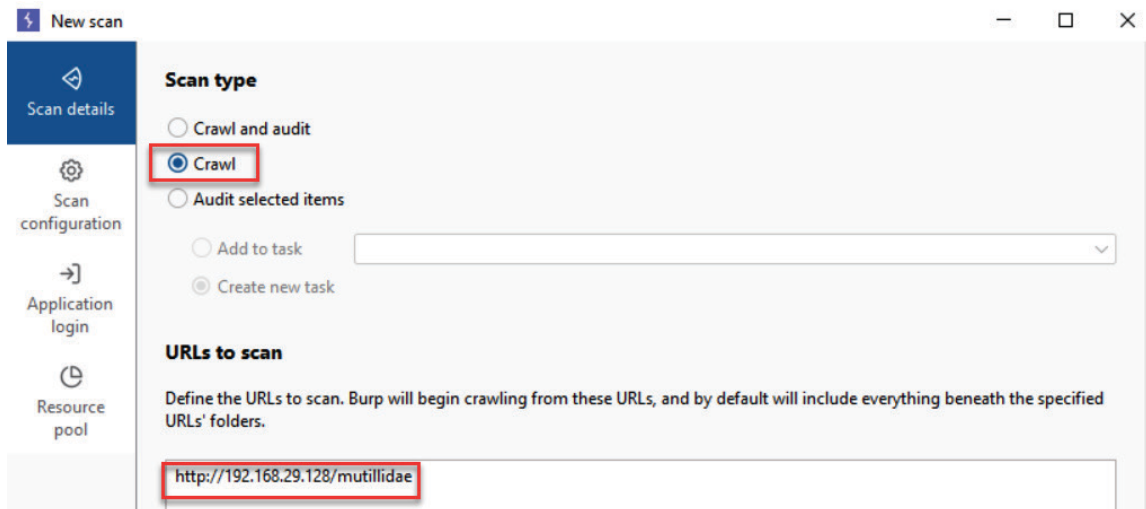 New scan
Scan details
Scan
configuration
Application
login
Resource
pool
Scan type
Crawl and audit
Crawl
Audit selected items
Add to task
Create new task
URLs to scan
Define the URLs to scan. Burp will begin crawling from these URLs, and by default will include everything beneath the specified
URLs' folders.
http://192.168.29.128/mutillidae